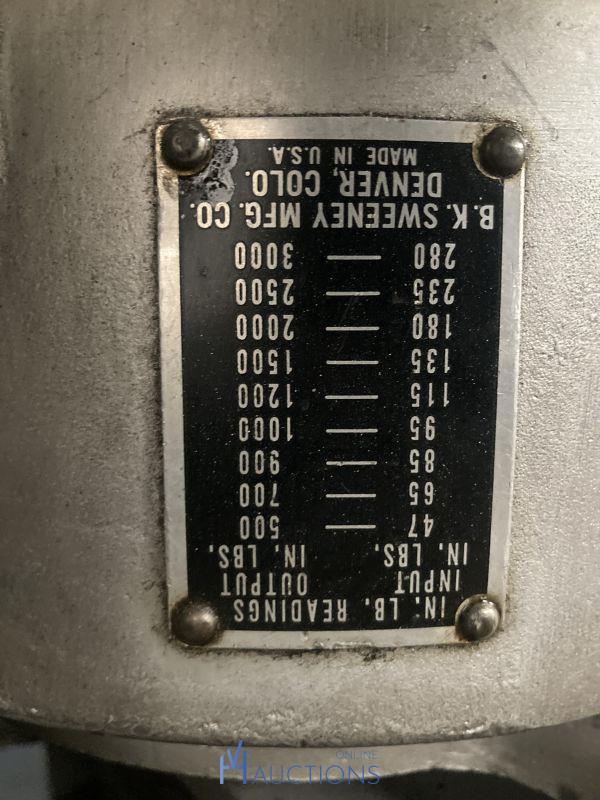 IN. LB. READINGS
INPUT OUTPUT
IN. LBS. IN. LBS.
47 — 500
65 — 700
85 — 900
95 — 1000
115 — 1200
135 — 1500
180 — 2000
235 — 2500
280 — 3000
B.K. SWEENEY MFG. CO.
DENVER, COLO.
MADE IN U.S.A.
ONLINE
AUCTIONS